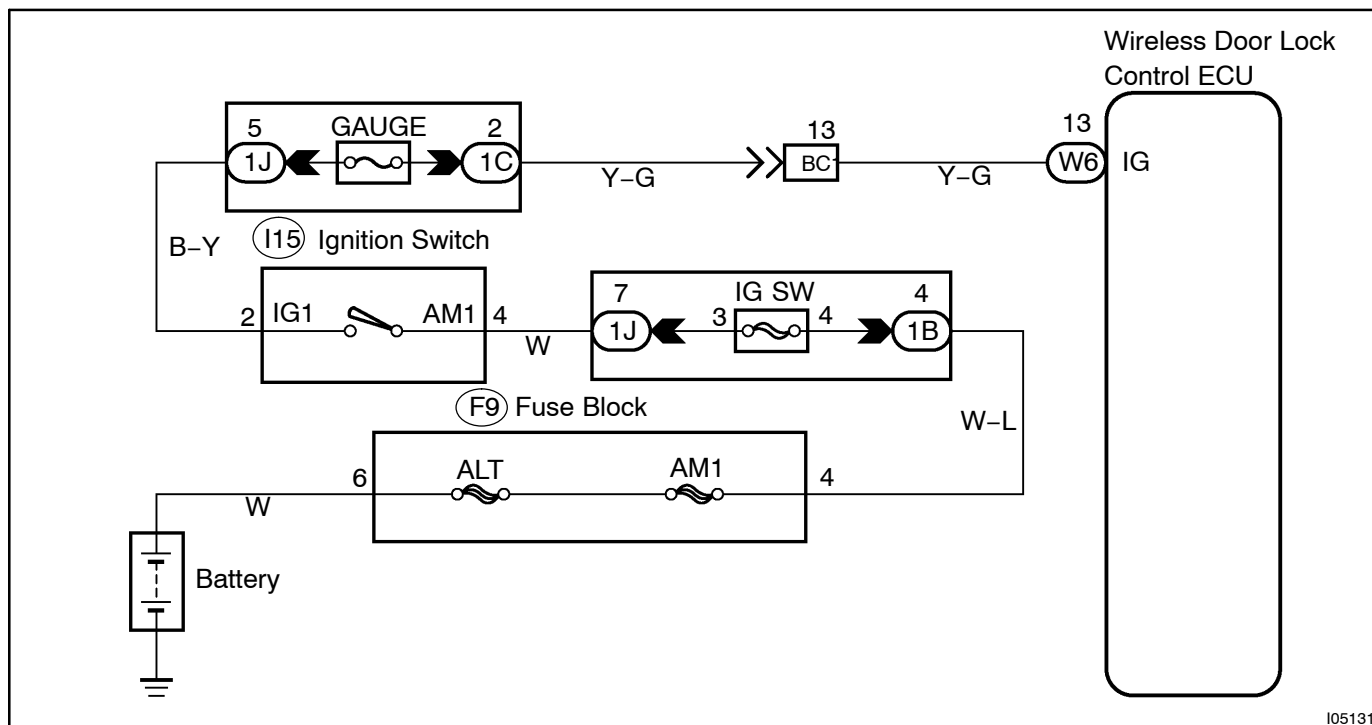 Wireless Door Lock
Control ECU
5 GAUGE 2 13 13
1J 1C BC1 W6 IG
Y–G Y–G
B–Y I15 Ignition Switch
7 IG SW 4
2 IG1 AM1 4 1J 3 4 1B
W
F9 Fuse Block
W–L
6 ALT AM1 4
W
Battery
I05131